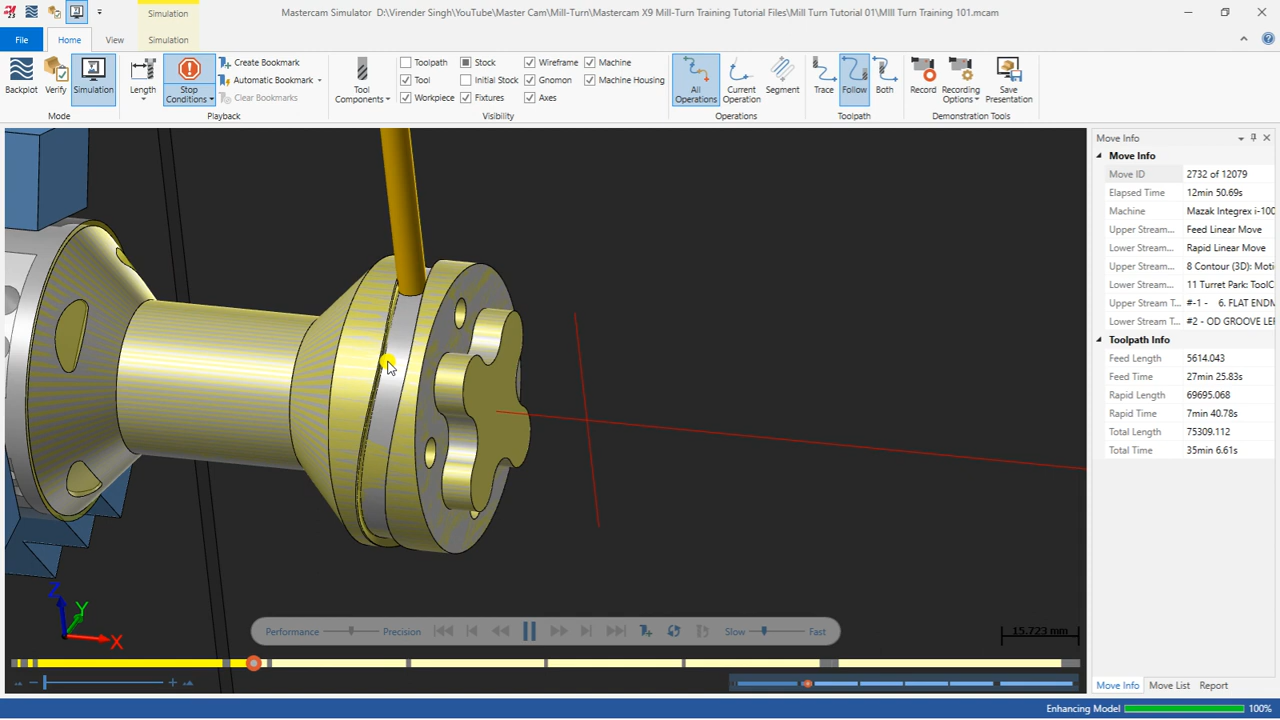 Simulation
Mastercam Simulator D:\Virender Singh\YouTube\Master Cam\Mill-Turn\Mastercam X9 Mill-Turn Training Tutorial Files\Mill Turn Tutorial 01\MIll Turn Training 101.mcam
File Home View Simulation
Backplot Verify Simulation
Mode
Length Stop Conditions
Create Bookmark
Automatic Bookmark
Clear Bookmarks
Playback
Tool Components
Toolpath Stock Wireframe Machine
Tool Initial Stock Gnomon Machine Housing
Workpiece Fixtures Axes
Visibility
All Operations Current Operation Segment
Operations
Trace Follow Both
Toolpath
Record Recording Options Save Presentation
Demonstration Tools
Move Info
Move Info
Move ID 2732 of 12079
Elapsed Time 12min 50.69s
Machine Mazak Integrex i-100
Upper Stream... Feed Linear Move
Lower Stream... Rapid Linear Move
Upper Stream... 8 Contour (3D): Moti
Lower Stream... 11 Turret Park: ToolC
Upper Stream T... #-1 - 6. FLAT ENDM
Lower Stream T... #2 - OD GROOVE LEF
Toolpath Info
Feed Length 5614.043
Feed Time 27min 25.83s
Rapid Length 69695.068
Rapid Time 7min 40.78s
Total Length 75309.112
Total Time 35min 6.61s
Z
Y
X
Performance Precision Slow Fast
15.723 mm
Move Info Move List Report
Enhancing Model 100%